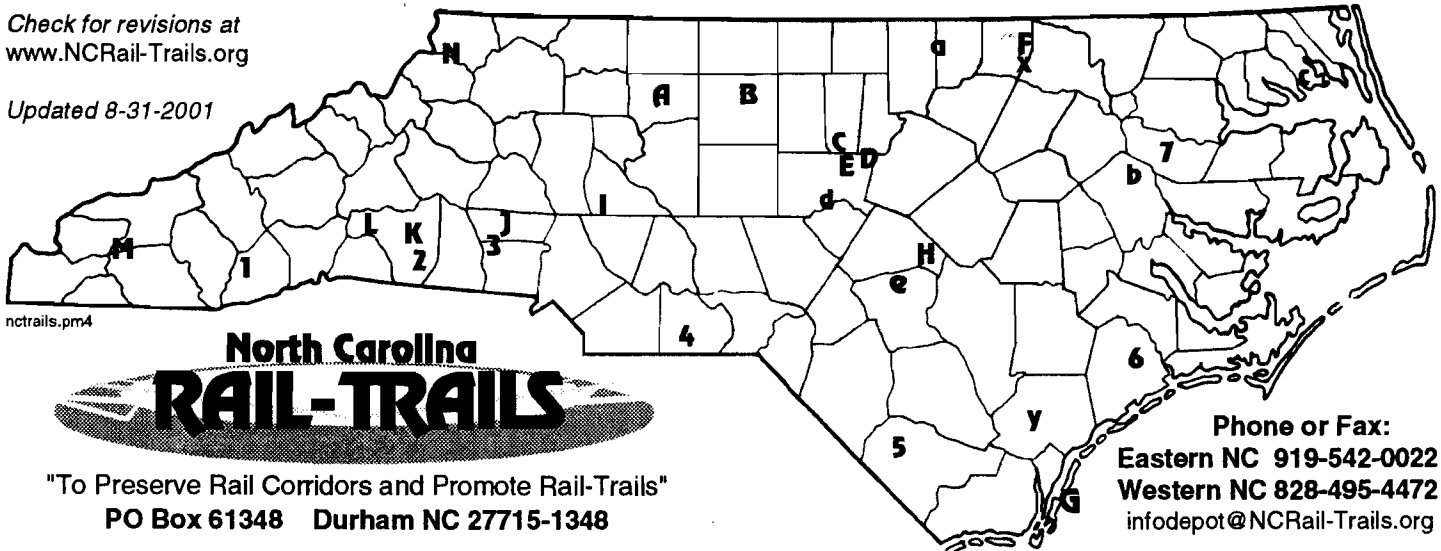 Check for revisions at
www.NCRail-Trails.org
Updated 8-31-2001
N
A
B
a
F
x
c
C
D
E
d
7
b
I
L
K
2
J
3
M
1
H
e
4
6
y
5
G
nctrails.pm4
North Carolina
RAIL-TRAILS
"To Preserve Rail Corridors and Promote Rail-Trails"
PO Box 61348 Durham NC 27715-1348
Phone or Fax:
Eastern NC 919-542-0022
Western NC 828-495-4472
infodepot@NCRail-Trails.org